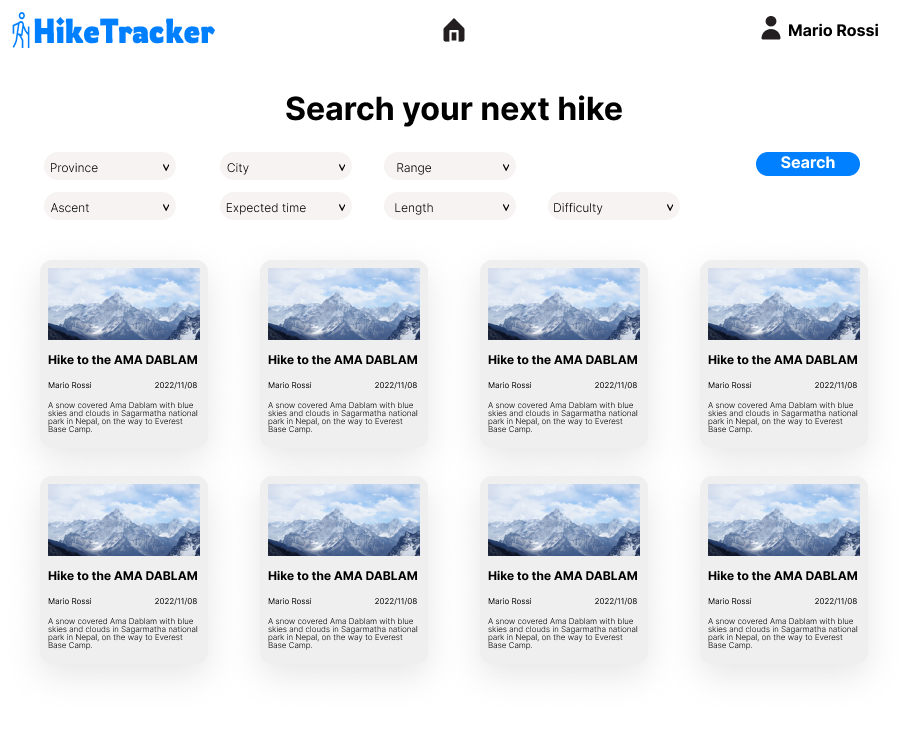 HikeTracker
Mario Rossi
Search your next hike
Province
City
Range
Search
Ascent
Expected time
Length
Difficulty
Hike to the AMA DABLAM
Mario Rossi 2022/11/08
A snow covered Ama Dablam with blue
skies and clouds in Sagarmatha national
park in Nepal, on the way to Everest
Base Camp.
Hike to the AMA DABLAM
Mario Rossi 2022/11/08
A snow covered Ama Dablam with blue
skies and clouds in Sagarmatha national
park in Nepal, on the way to Everest
Base Camp.
Hike to the AMA DABLAM
Mario Rossi 2022/11/08
A snow covered Ama Dablam with blue
skies and clouds in Sagarmatha national
park in Nepal, on the way to Everest
Base Camp.
Hike to the AMA DABLAM
Mario Rossi 2022/11/08
A snow covered Ama Dablam with blue
skies and clouds in Sagarmatha national
park in Nepal, on the way to Everest
Base Camp.
Hike to the AMA DABLAM
Mario Rossi 2022/11/08
A snow covered Ama Dablam with blue
skies and clouds in Sagarmatha national
park in Nepal, on the way to Everest
Base Camp.
Hike to the AMA DABLAM
Mario Rossi 2022/11/08
A snow covered Ama Dablam with blue
skies and clouds in Sagarmatha national
park in Nepal, on the way to Everest
Base Camp.
Hike to the AMA DABLAM
Mario Rossi 2022/11/08
A snow covered Ama Dablam with blue
skies and clouds in Sagarmatha national
park in Nepal, on the way to Everest
Base Camp.
Hike to the AMA DABLAM
Mario Rossi 2022/11/08
A snow covered Ama Dablam with blue
skies and clouds in Sagarmatha national
park in Nepal, on the way to Everest
Base Camp.